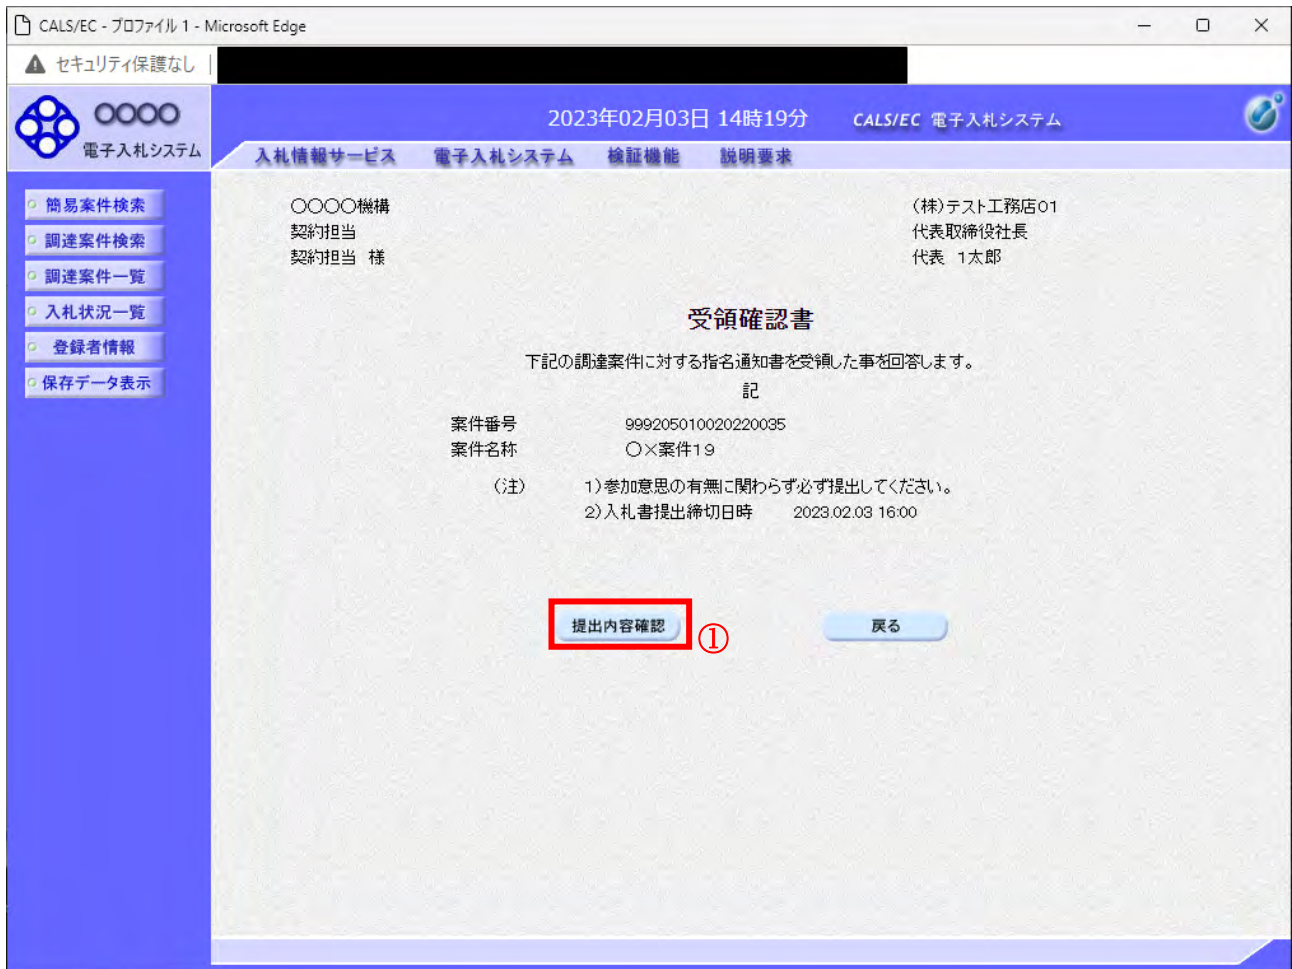 CALS/EC - プロファイル 1 - Microsoft Edge
セキュリティ保護なし
〇〇〇〇
電子入札システム
2023年02月03日 14時19分
CALS/EC 電子入札システム
入札情報サービス 電子入札システム 検証機能 説明要求
簡易案件検索
調達案件検索
調達案件一覧
入札状況一覧
登録者情報
保存データ表示
〇〇〇〇機構
契約担当
契約担当 様
(株)テスト工務店01
代表取締役社長
代表 1太郎
受領確認書
下記の調達案件に対する指名通知書を受領した事を回答します。
記
案件番号 999205010020220035
案件名称 〇×案件19
(注) 1)参加意思の有無に関わらず必ず提出してください。
2)入札書提出締切日時 2023.02.03 16:00
提出内容確認 ① 戻る